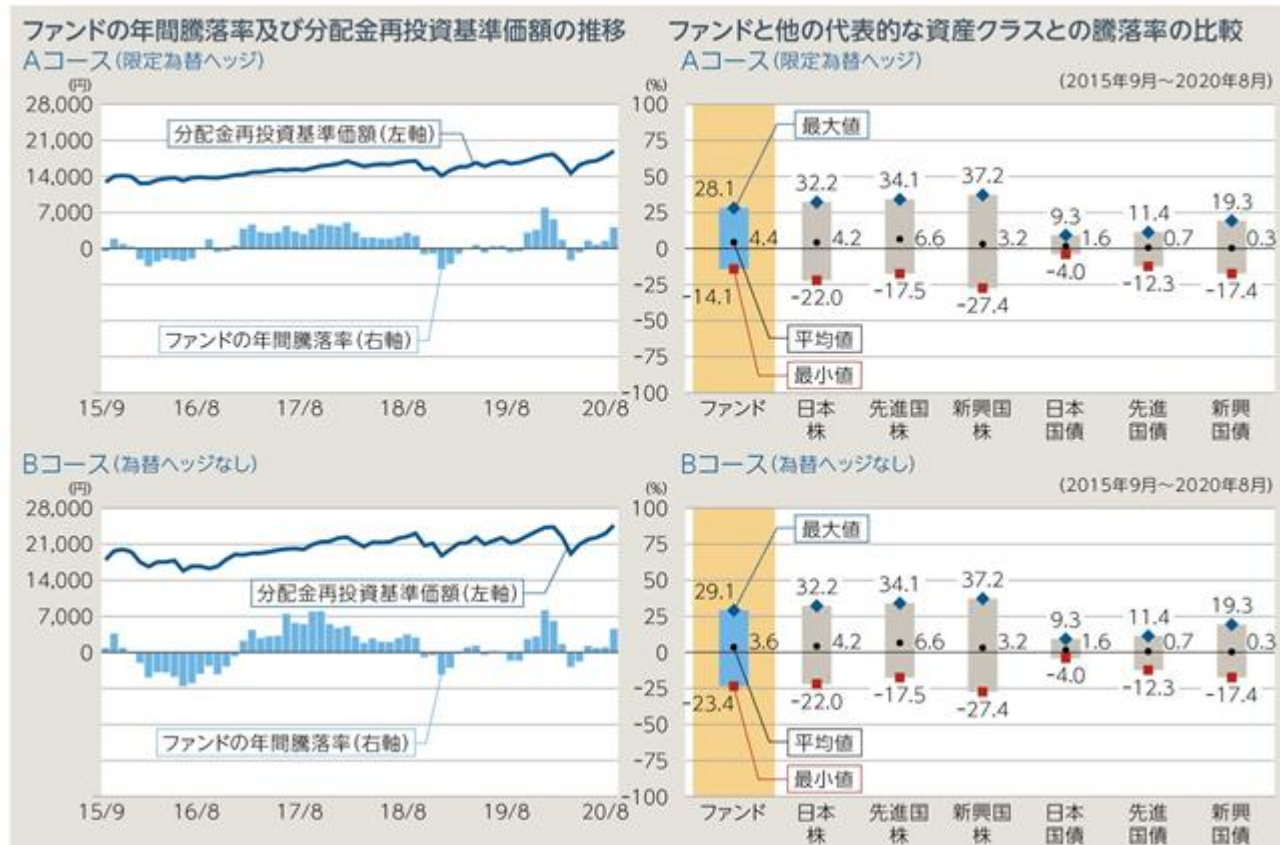 ファンドの年間騰落率及び分配金再投資基準価額の推移
Aコース(限定為替ヘッジ)
(円)
28,000
21,000
14,000
7,000
0
分配金再投資基準価額(左軸)
ファンドの年間騰落率(右軸)
15/9 16/8 17/8 18/8 19/8 20/8
ファンドと他の代表的な資産クラスとの騰落率の比較
Aコース(限定為替ヘッジ)
(2015年9月~2020年8月)
(%)
100
75
50
25
0
-25
-50
-75
-100
最大値
28.1 32.2 34.1 37.2 9.3 11.4 19.3
4.4 4.2 6.6 3.2 1.6 0.7 0.3
-14.1 -22.0 -17.5 -27.4 -4.0 -12.3 -17.4
平均値
最小値
ファンド 日本 先進国 新興国 日本 先進 新興
株 株 株 国債 国債 国債
Bコース(為替ヘッジなし)
(円)
28,000
21,000
14,000
7,000
0
分配金再投資基準価額(左軸)
ファンドの年間騰落率(右軸)
15/9 16/8 17/8 18/8 19/8 20/8
Bコース(為替ヘッジなし)
(2015年9月~2020年8月)
(%)
100
75
50
25
0
-25
-50
-75
-100
最大値
29.1 32.2 34.1 37.2 9.3 11.4 19.3
3.6 4.2 6.6 3.2 1.6 0.7 0.3
-23.4 -22.0 -17.5 -27.4 -4.0 -12.3 -17.4
平均値
最小値
ファンド 日本 先進国 新興国 日本 先進 新興
株 株 株 国債 国債 国債